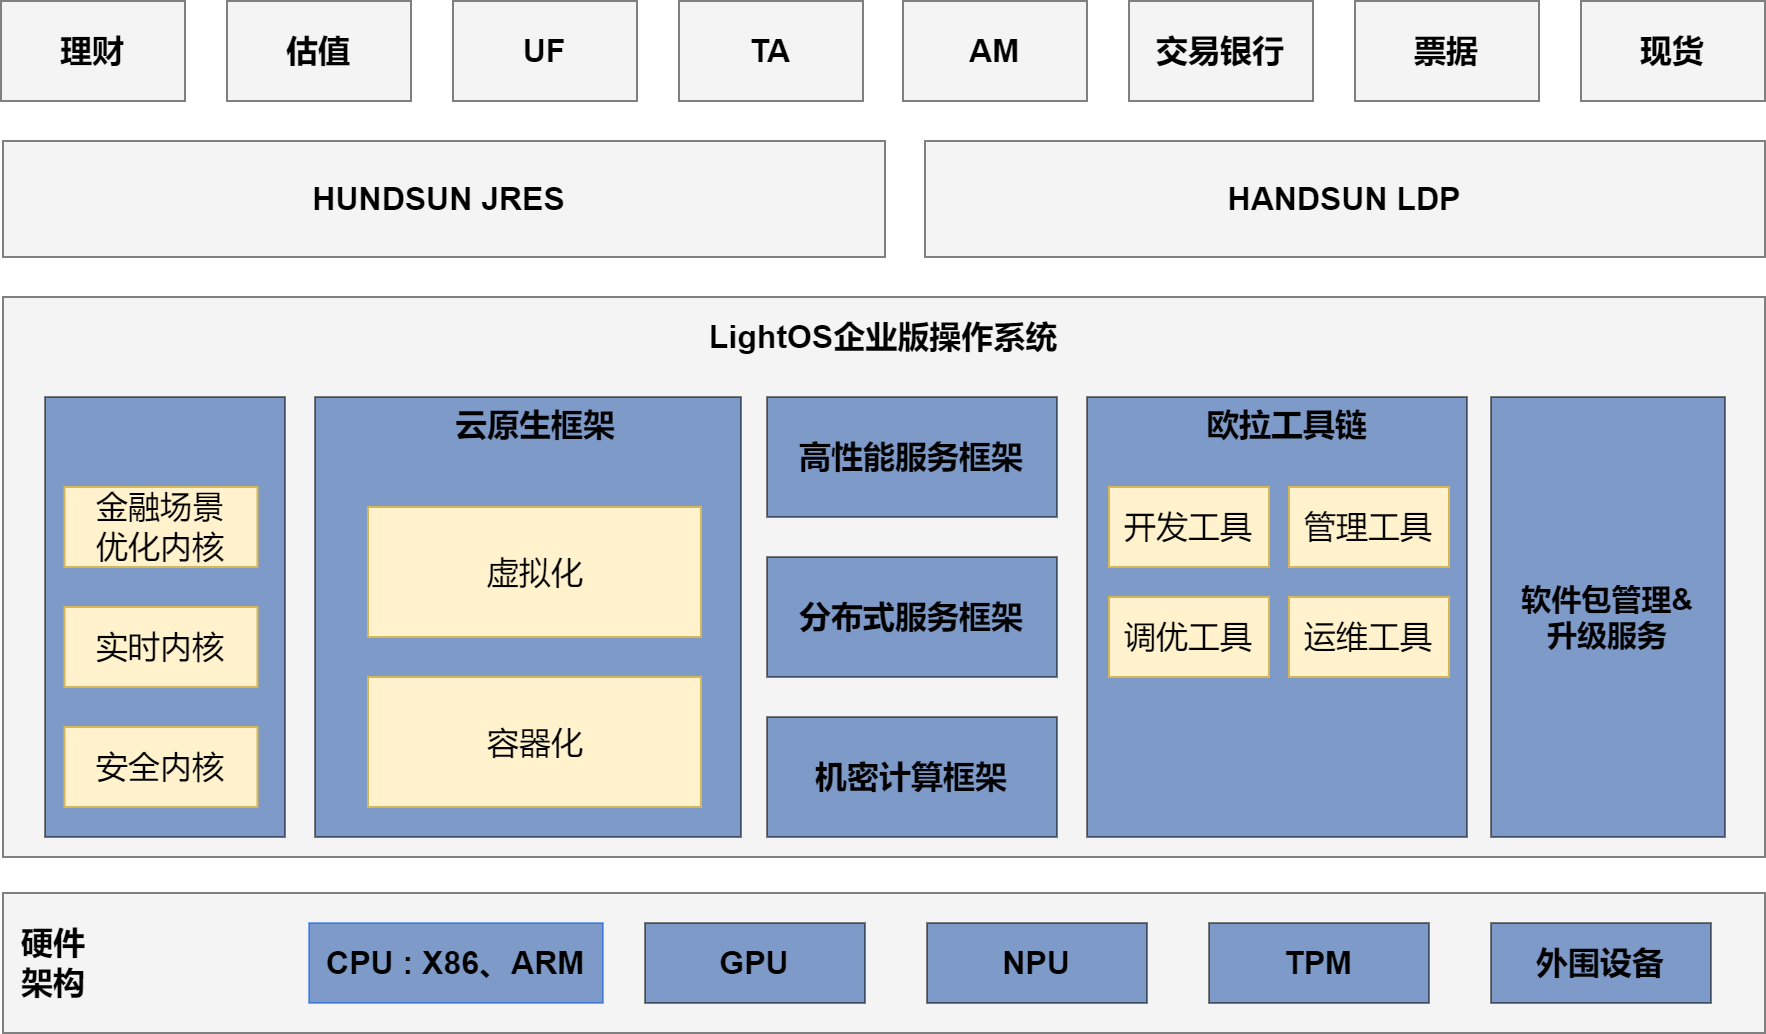 理财
估值
UF
TA
AM
交易银行
票据
现货
HUNDSUN JRES
HANDSUN LDP
LightOS企业版操作系统
金融场景
优化内核
实时内核
安全内核
云原生框架
虚拟化
容器化
高性能服务框架
分布式服务框架
机密计算框架
欧拉工具链
开发工具
管理工具
调优工具
运维工具
软件包管理&
升级服务
硬件
架构
CPU : X86、ARM
GPU
NPU
TPM
外围设备